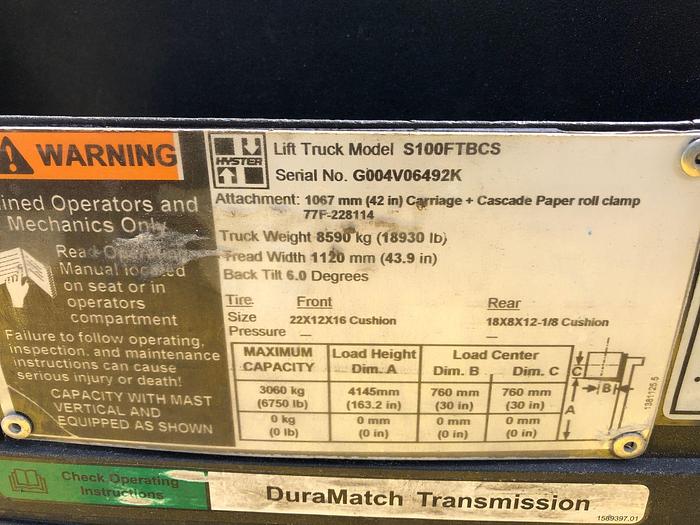 WARNING
ined Operators and
Mechanics Only
Read Operating
Manual located
on seat or in
operators
compartment
Failure to follow operating,
inspection, and maintenance
instructions can cause
serious injury or death!
CAPACITY WITH MAST
VERTICAL AND
EQUIPPED AS SHOWN
HYSTER
Lift Truck Model S100FTBCS
Serial No. G004V06492K
Attachment: 1067 mm (42 in) Carriage + Cascade Paper roll clamp
77F-228114
Truck Weight 8590 kg (18930 lb)
Tread Width 1120 mm (43.9 in)
Back Tilt 6.0 Degrees
Tire Front Rear
Size 22X12X16 Cushion 18X8X12-1/8 Cushion
Pressure — —
MAXIMUM CAPACITY Load Height Dim. A Load Center Dim. B Dim. C
3060 kg (6750 lb) 4145mm (163.2 in) 760 mm (30 in) 760 mm (30 in)
0 kg (0 lb) 0 mm (0 in) 0 mm (0 in) 0 mm (0 in)
C
B
A
1381126.5
Check Operating
Instructions
DuraMatch Transmission
1589397.01